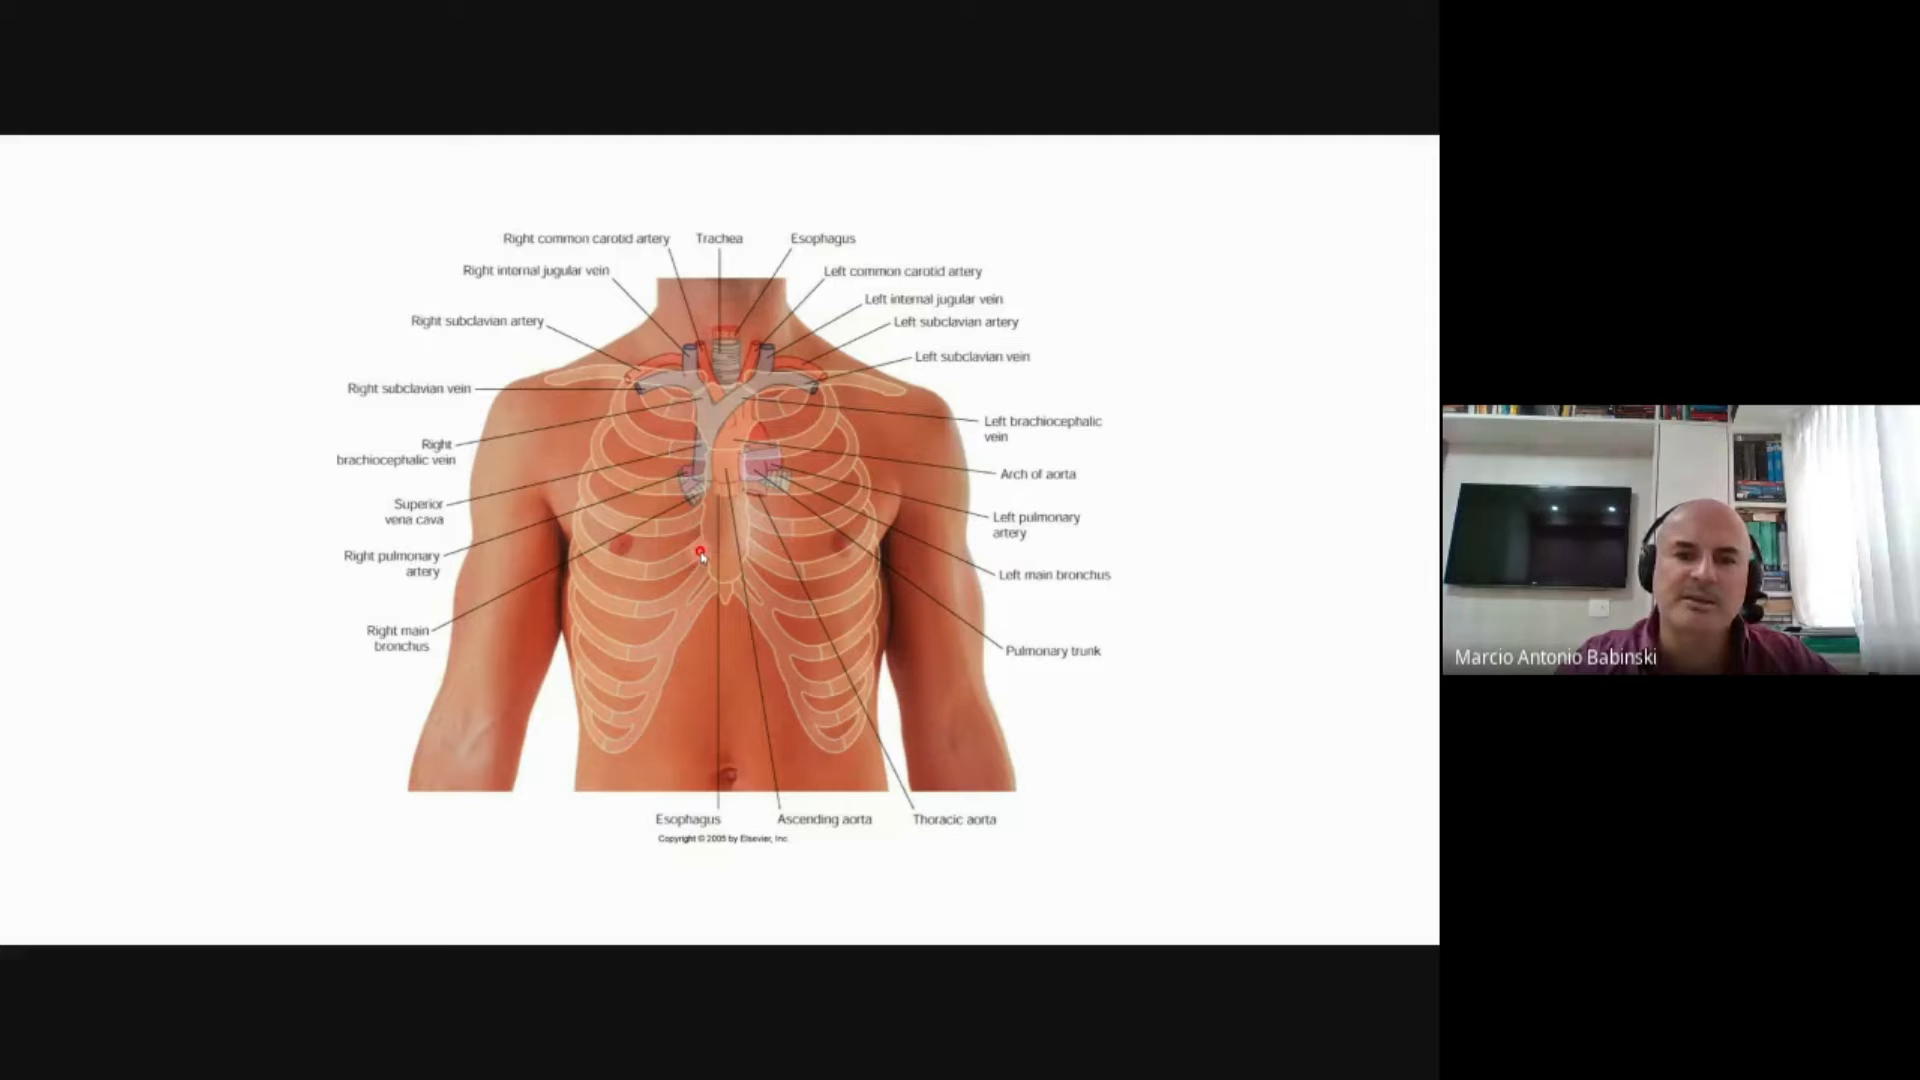 Right common carotid artery
Trachea
Esophagus
Right internal jugular vein
Left common carotid artery
Left internal jugular vein
Right subclavian artery
Left subclavian artery
Left subclavian vein
Right subclavian vein
Left brachiocephalic
vein
Right
brachiocephalic vein
Arch of aorta
Superior
vena cava
Left pulmonary
artery
Right pulmonary
artery
Left main bronchus
Right main
bronchus
Pulmonary trunk
Esophagus
Ascending aorta
Thoracic aorta
Copyright © 2005 by Elsevier, Inc.
Marcio Antonio Babinski